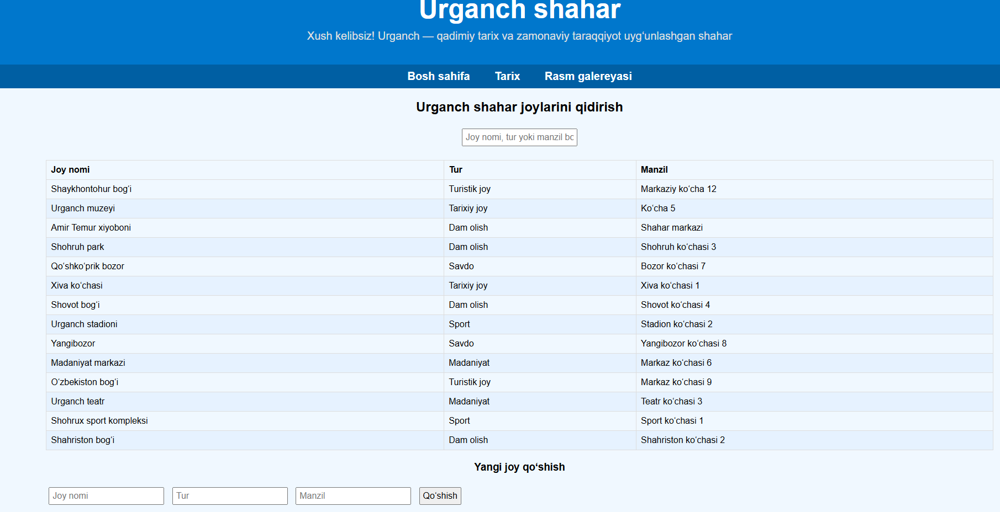 Urganch shahar
Xush kelibsiz! Urganch — qadimiy tarix va zamonaviy taraqqiyot uyg‘unlashgan shahar
Bosh sahifa Tarix Rasm galereyasi
Urganch shahar joylarini qidirish
Joy nomi, tur yoki manzil bo
Joy nomi Tur Manzil
Shaykhontohur bog‘i Turistik joy Markaziy ko‘cha 12
Urganch muzeyi Tarixiy joy Ko‘cha 5
Amir Temur xiyoboni Dam olish Shahar markazi
Shohruh park Dam olish Shohruh ko‘chasi 3
Qo‘shko‘prik bozor Savdo Bozor ko‘chasi 7
Xiva ko‘chasi Tarixiy joy Xiva ko‘chasi 1
Shovot bog‘i Dam olish Shovot ko‘chasi 4
Urganch stadioni Sport Stadion ko‘chasi 2
Yangibozor Savdo Yangibozor ko‘chasi 8
Madaniyat markazi Madaniyat Markaz ko‘chasi 6
O‘zbekiston bog‘i Turistik joy Markaz ko‘chasi 9
Urganch teatr Madaniyat Teatr ko‘chasi 3
Shohrux sport kompleksi Sport Sport ko‘chasi 1
Shahriston bog‘i Dam olish Shahriston ko‘chasi 2
Yangi joy qo‘shish
Joy nomi Tur Manzil Qo‘shish